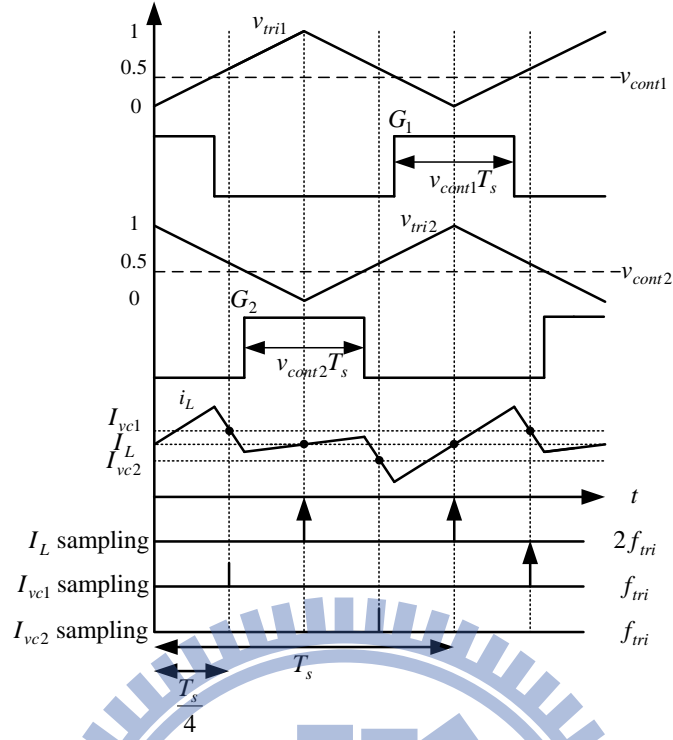 v_tri1
1
0.5
v_cont1
0
G_1
v_cont1 T_s
1
v_tri2
0.5
v_cont2
0
G_2
v_cont2 T_s
i_L
I_vc1
I_L
I_vc2
t
I_L sampling 2f_tri
I_vc1 sampling f_tri
I_vc2 sampling f_tri
T_s
T_s
4